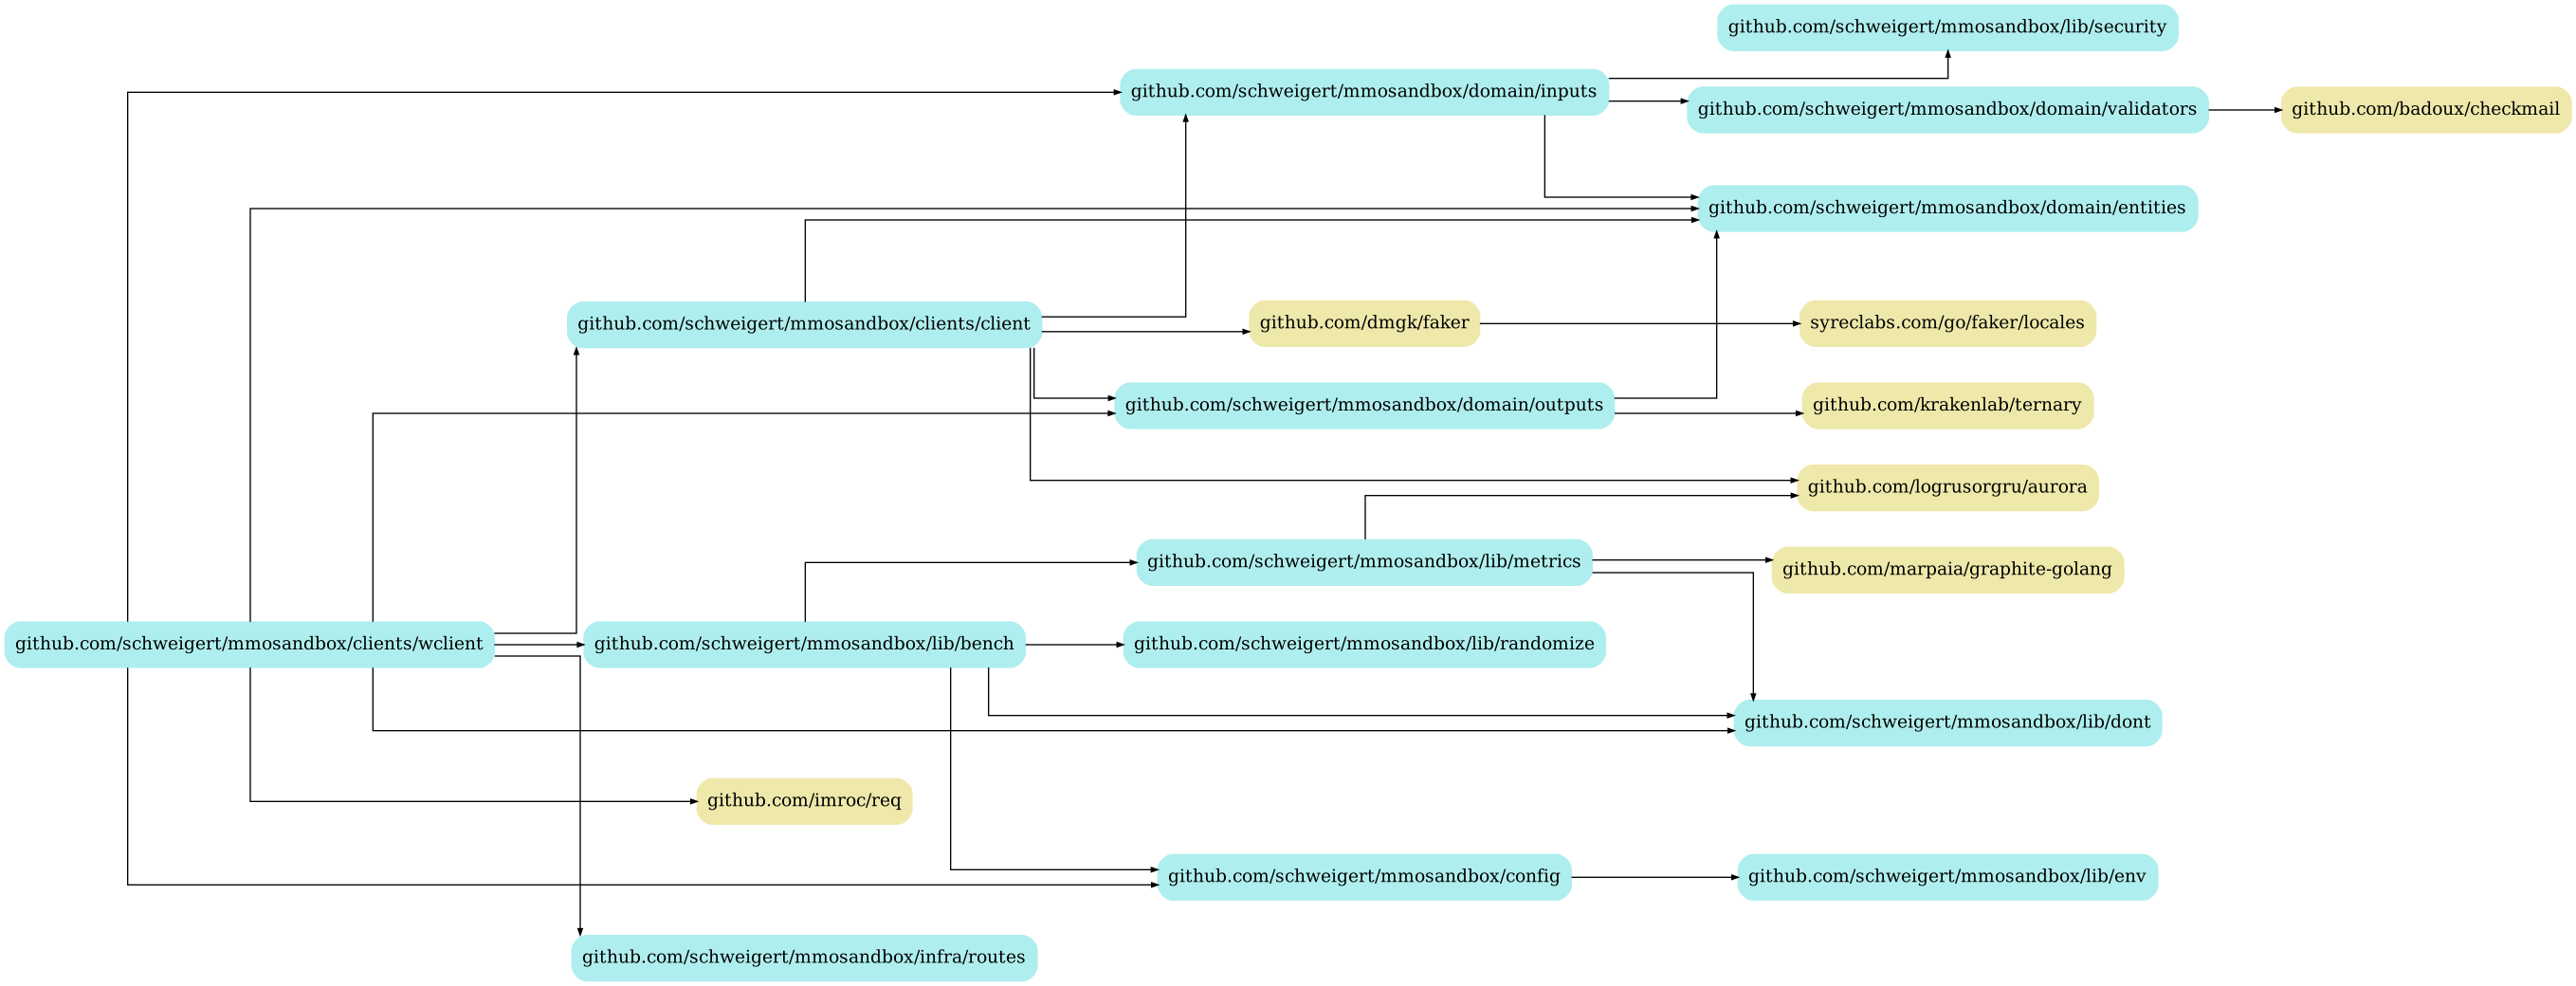 github.com/schweigert/mmosandbox/lib/security
github.com/schweigert/mmosandbox/domain/inputs
github.com/schweigert/mmosandbox/domain/validators
github.com/badoux/checkmail
github.com/schweigert/mmosandbox/domain/entities
github.com/schweigert/mmosandbox/clients/client
github.com/dmgk/faker
syreclabs.com/go/faker/locales
github.com/schweigert/mmosandbox/domain/outputs
github.com/krakenlab/ternary
github.com/logrusorgru/aurora
github.com/schweigert/mmosandbox/lib/metrics
github.com/marpaia/graphite-golang
github.com/schweigert/mmosandbox/clients/wclient
github.com/schweigert/mmosandbox/lib/bench
github.com/schweigert/mmosandbox/lib/randomize
github.com/schweigert/mmosandbox/lib/dont
github.com/imroc/req
github.com/schweigert/mmosandbox/config
github.com/schweigert/mmosandbox/lib/env
github.com/schweigert/mmosandbox/infra/routes